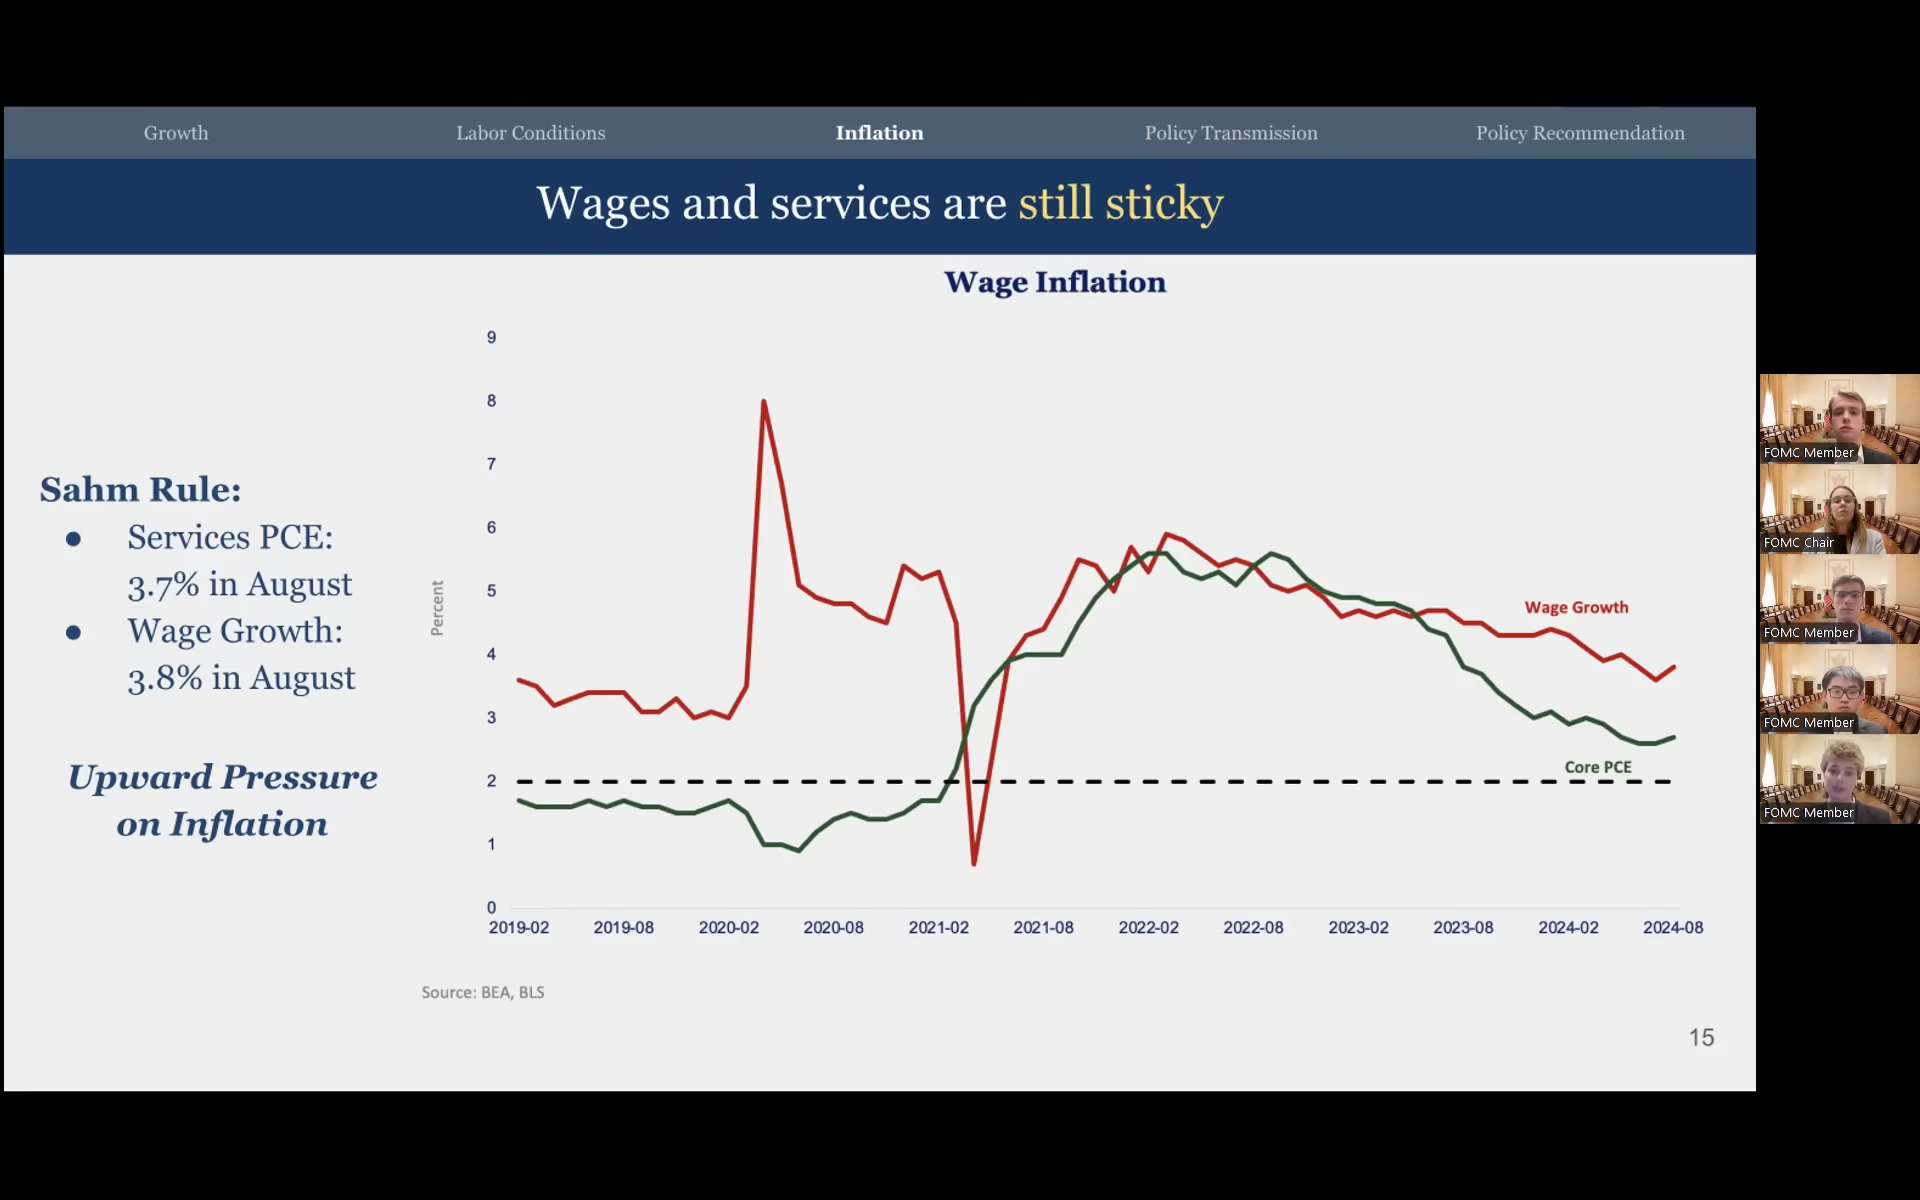 Growth
Labor Conditions
Inflation
Policy Transmission
Policy Recommendation
Wages and services are still sticky
Sahm Rule:
● Services PCE:
3.7% in August
● Wage Growth:
3.8% in August
Upward Pressure
on Inflation
Wage Inflation
Percent
9
8
7
6
5
4
3
2
1
0
Wage Growth
Core PCE
2019-02
2019-08
2020-02
2020-08
2021-02
2021-08
2022-02
2022-08
2023-02
2023-08
2024-02
2024-08
Source: BEA, BLS
15
FOMC Member
FOMC Chair
FOMC Member
FOMC Member
FOMC Member